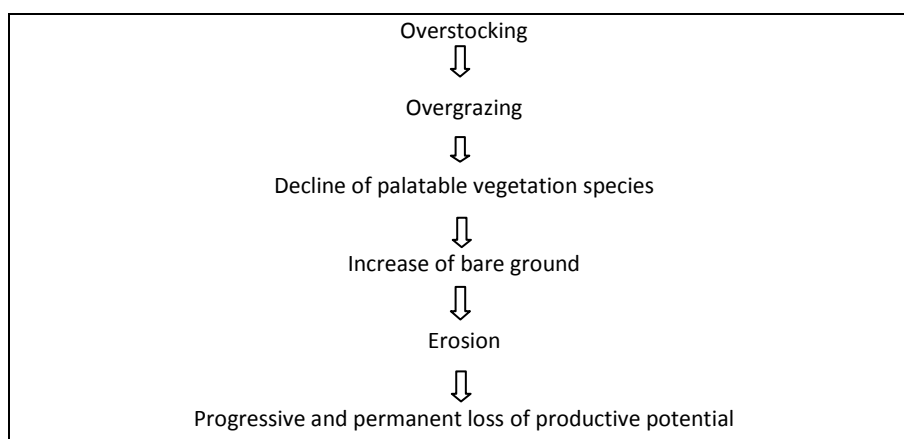 Overstocking
Overgrazing
Decline of palatable vegetation species
Increase of bare ground
Erosion
Progressive and permanent loss of productive potential